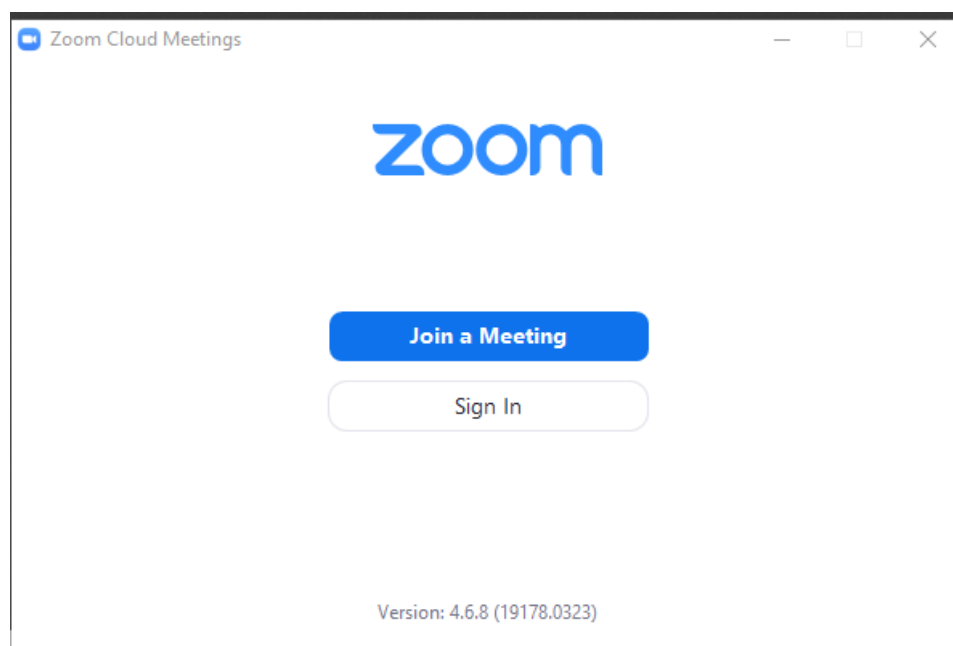 Zoom Cloud Meetings
zoom
Join a Meeting
Sign In
Version: 4.6.8 (19178.0323)